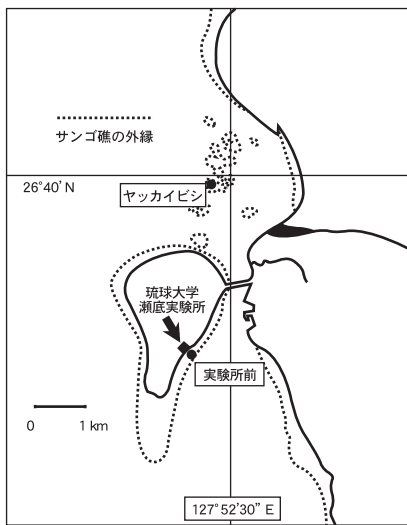 サンゴ礁の外縁
26°40' N
ヤッカイビシ
琉球大学
瀬底実験所
実験所前
0 1 km
127° 52'30" E